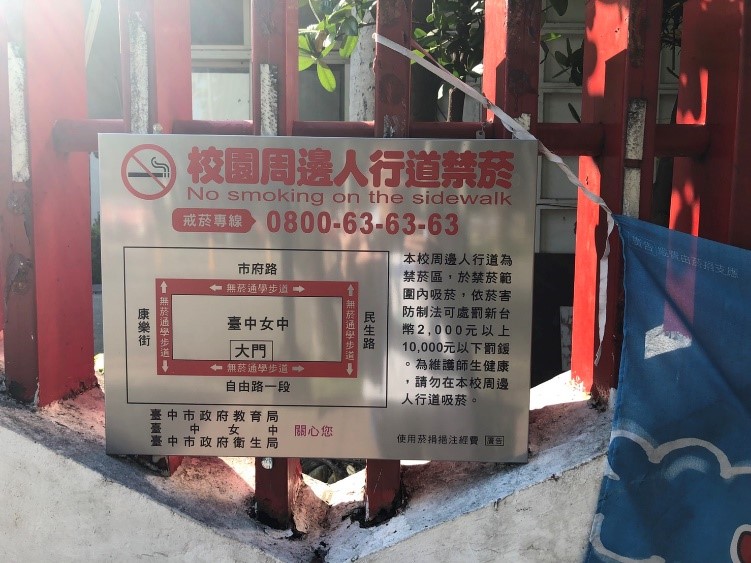 校園周邊人行道禁菸
No smoking on the sidewalk
戒菸專線 0800-63-63-63
市府路
無菸通學步道
康樂街
無菸通學步道
臺中女中
大門
無菸通學步道
民生路
無菸通學步道
自由路一段
本校周邊人行道為
禁菸區,於禁菸範
圍內吸菸,依菸害
防制法可處罰新台
幣2,000元以上
10,000元以下罰鍰
。為維護師生健康
,請勿在本校周邊
人行道吸菸。
臺中市政府教育局
臺中女中
臺中市政府衛生局
關心您
使用菸捐挹注經費 廣告